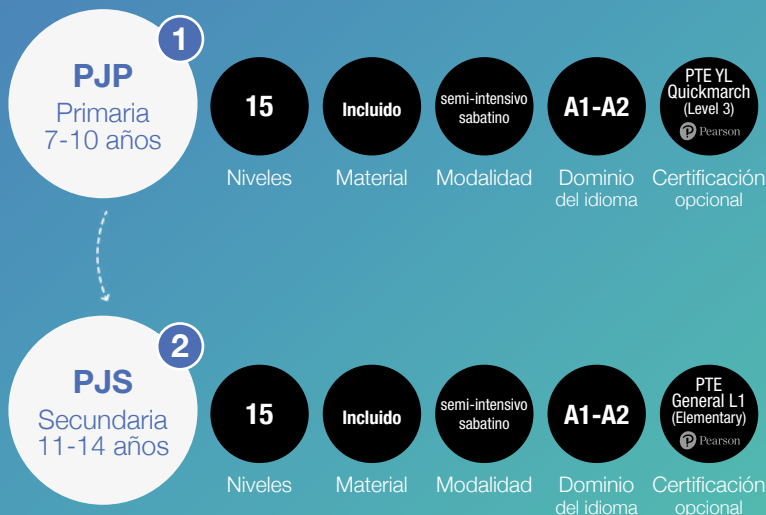 1
PJP
Primaria
7-10 años
15
Niveles
Incluido
Material
semi-intensivo
sabatino
Modalidad
A1-A2
Dominio
del idioma
PTE YL
Quickmarch
(Level 3)
Pearson
Certificación
opcional
2
PJS
Secundaria
11-14 años
15
Niveles
Incluido
Material
semi-intensivo
sabatino
Modalidad
A1-A2
Dominio
del idioma
PTE
General L1
(Elementary)
Pearson
Certificación
opcional